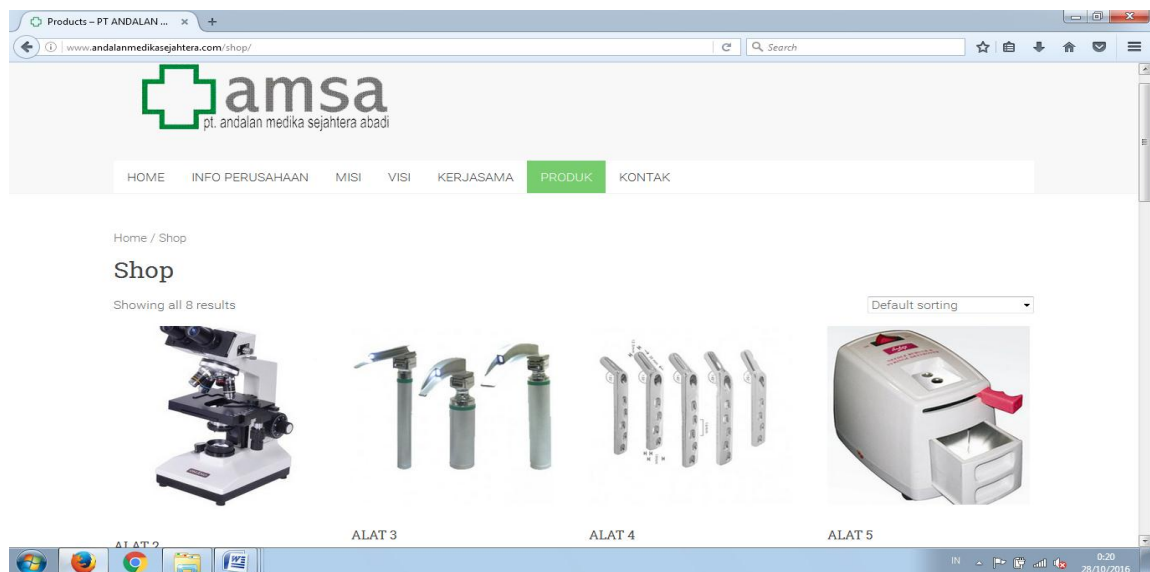 Products – PT ANDALAN ...
www.andalanmedikasejahtera.com/shop/
Search
amsa
pt. andalan medika sejahtera abadi
HOME INFO PERUSAHAAN MISI VISI KERJASAMA PRODUK KONTAK
Home / Shop
Shop
Showing all 8 results
Default sorting
ALAT 2
ALAT 3
ALAT 4
ALAT 5
IN
0:20
28/10/2016